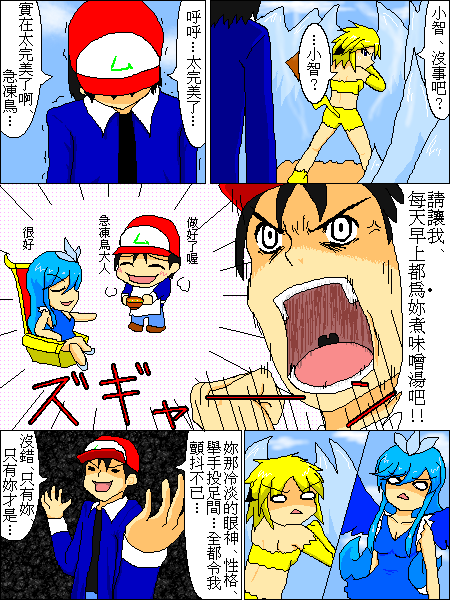 小智、沒事吧？
…小智？
呼呼…太完美了…
實在太完美了啊、
急凍鳥…
請讓我、
每天早上都為妳煮味噌湯吧!!
做好了喔
急凍鳥大人
很好
ズギャ
妳那冷淡的眼神、性格、
舉手投足間…全都令我
顫抖不已…
沒錯、只有妳、
只有妳才是…